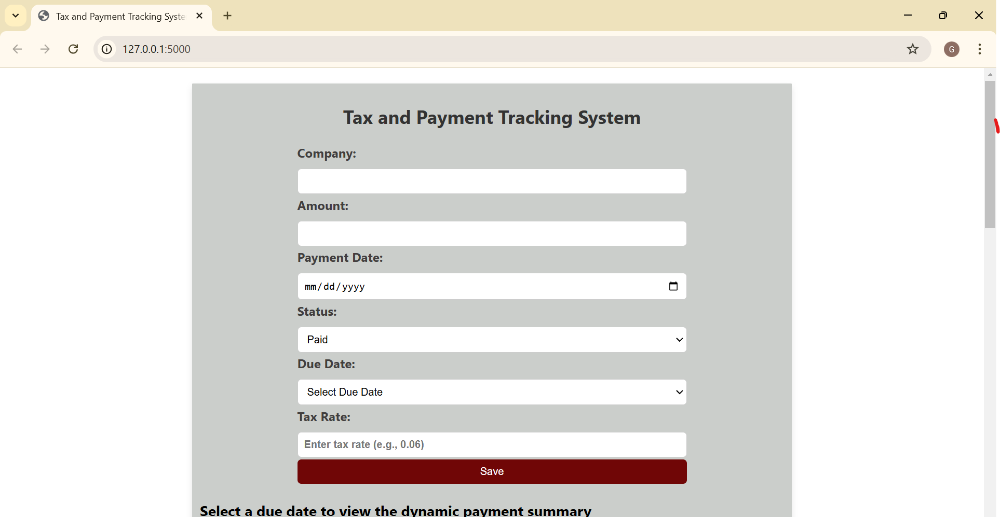 Tax and Payment Tracking Syste
127.0.0.1:5000
G
Tax and Payment Tracking System
Company:
Amount:
Payment Date:
mm/dd/yyyy
Status:
Paid
Due Date:
Select Due Date
Tax Rate:
Enter tax rate (e.g., 0.06)
Save
Select a due date to view the dynamic payment summary